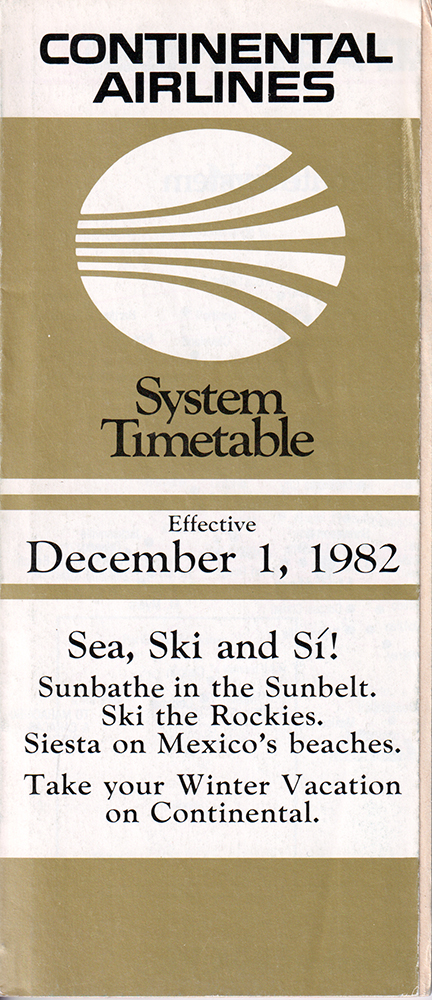 CONTINENTAL
AIRLINES
System
Timetable
Effective
December 1, 1982
Sea, Ski and Sí!
Sunbathe in the Sunbelt.
Ski the Rockies.
Siesta on Mexico's beaches.
Take your Winter Vacation
on Continental.